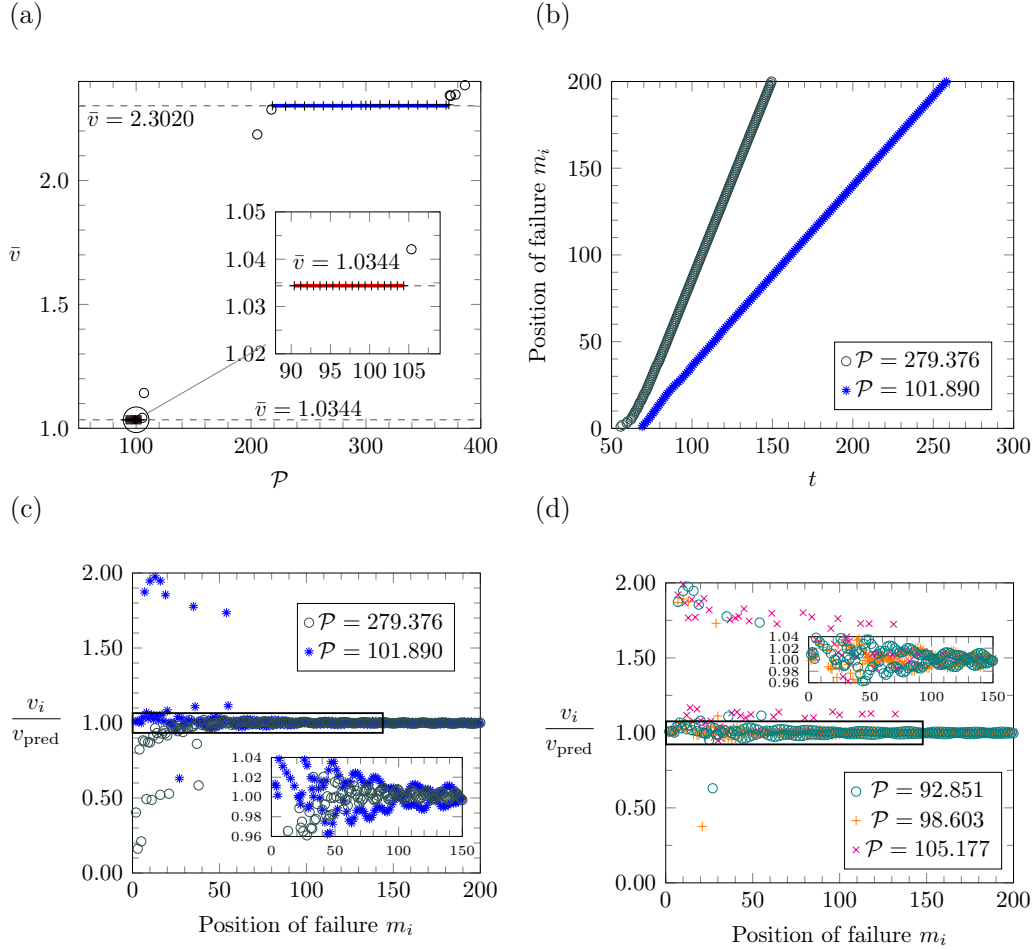 (a)
v̄
2.0
1.0
v̄ = 2.3020
1.05
1.04
1.03
1.02
v̄ = 1.0344
90 95 100 105
v̄ = 1.0344
100 200 300 400
𝒫
(b)
Position of failure m_i
200
150
100
50
0
𝒫 = 279.376
𝒫 = 101.890
50 100 150 200 250 300
t
(c)
v_i
v_pred
2.00
1.50
1.00
0.50
0.00
𝒫 = 279.376
𝒫 = 101.890
1.04
1.02
1.00
0.98
0.96
0 50 100 150
0 50 100 150 200
Position of failure m_i
(d)
v_i
v_pred
2.00
1.50
1.00
0.50
0.00
1.04
1.02
1.00
0.98
0.96
0 50 100 150
𝒫 = 92.851
𝒫 = 98.603
𝒫 = 105.177
0 50 100 150 200
Position of failure m_i